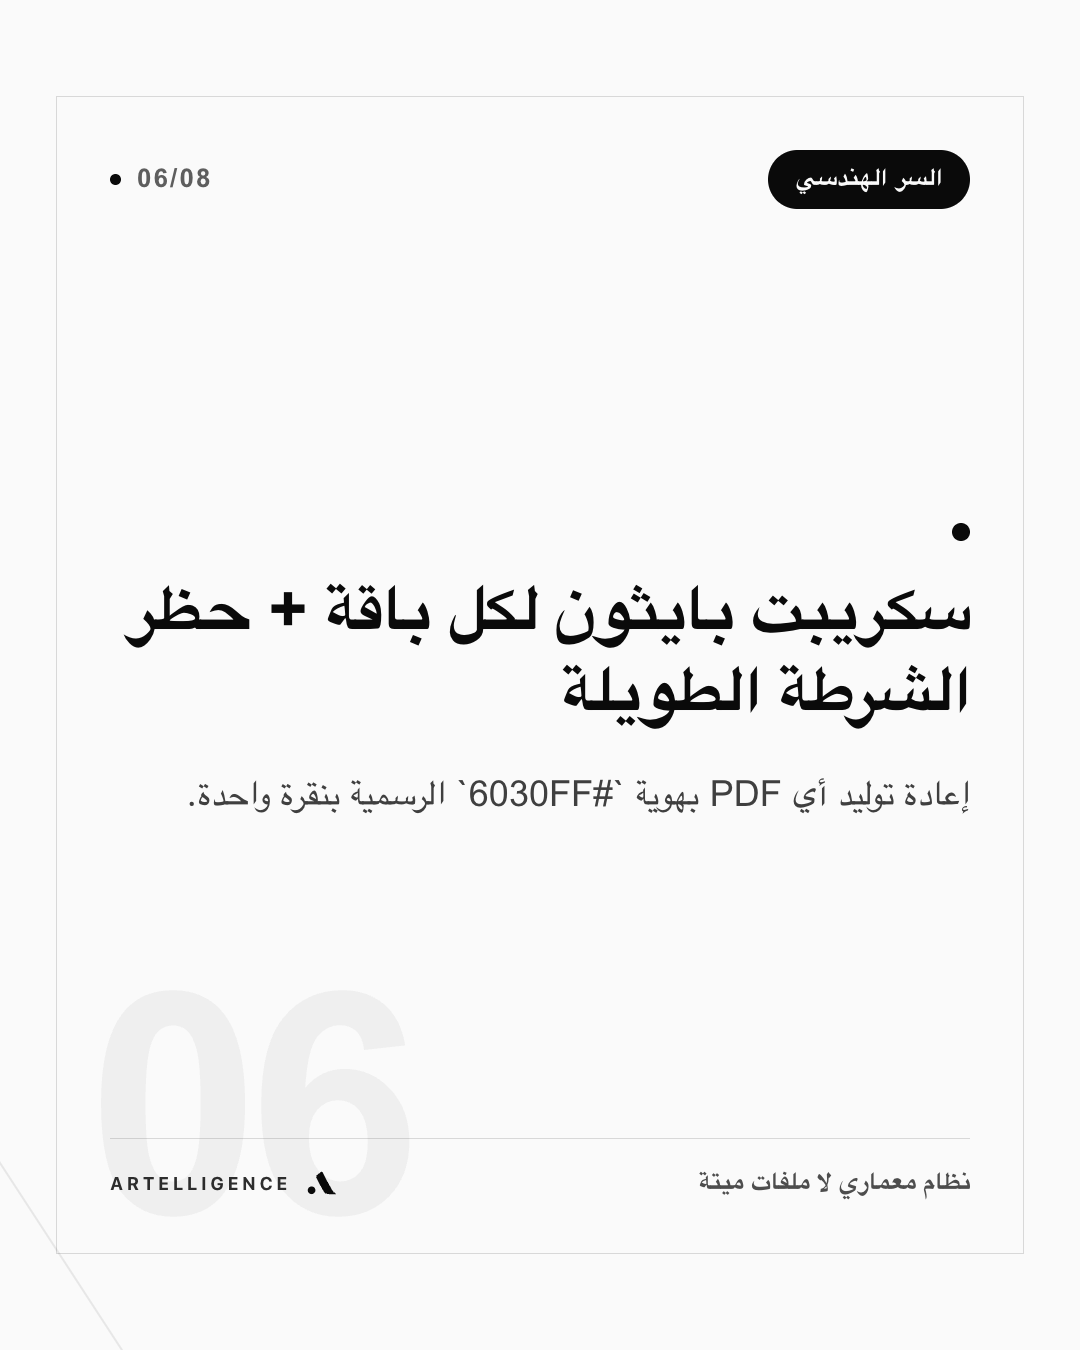 السر الهندسي
06/08
سكريبت بايثون لكل باقة + حظر
الشرطة الطويلة
إعادة توليد أي PDF بهوية `#6030FF` الرسمية بنقرة واحدة.
06
نظام معماري لا ملفات ميتة
ARTELLIGENCE